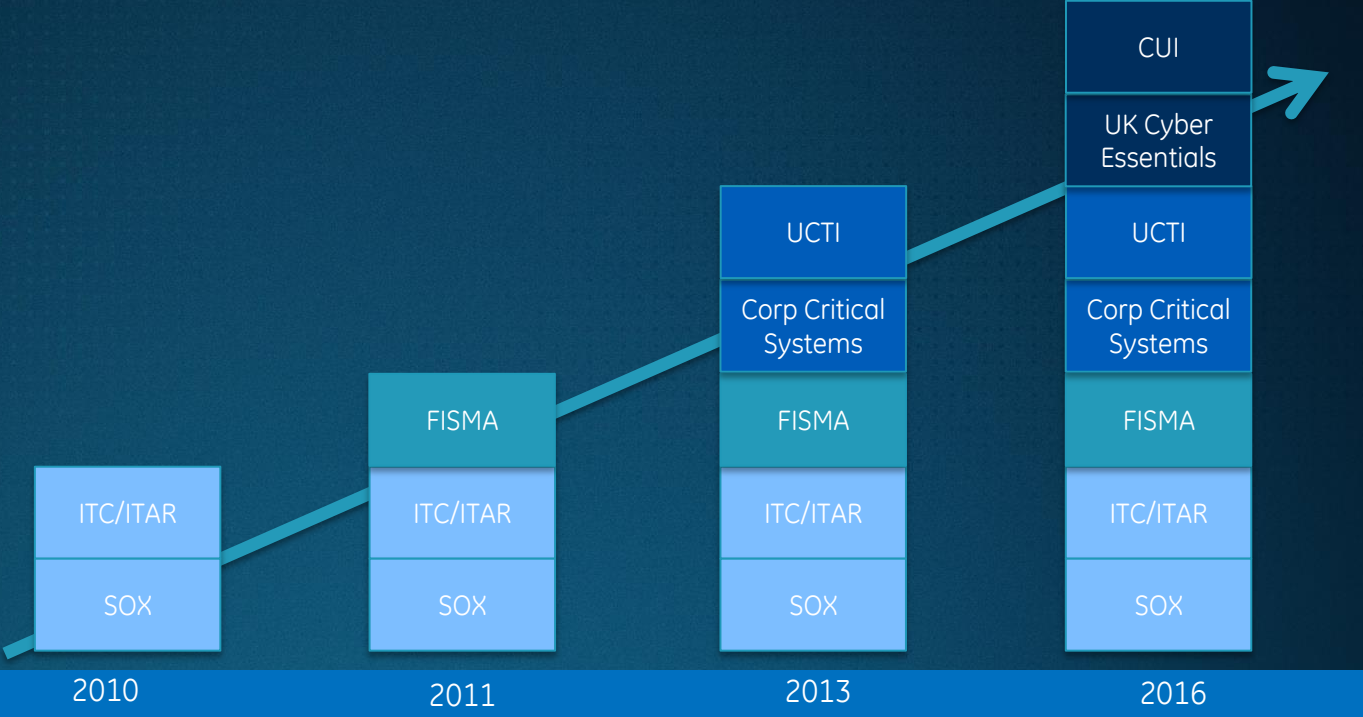 CUI
UK Cyber
Essentials
UCTI
UCTI
Corp Critical
Systems
Corp Critical
Systems
FISMA
FISMA
FISMA
ITC/ITAR
ITC/ITAR
ITC/ITAR
ITC/ITAR
SOX
SOX
SOX
SOX
2010
2011
2013
2016